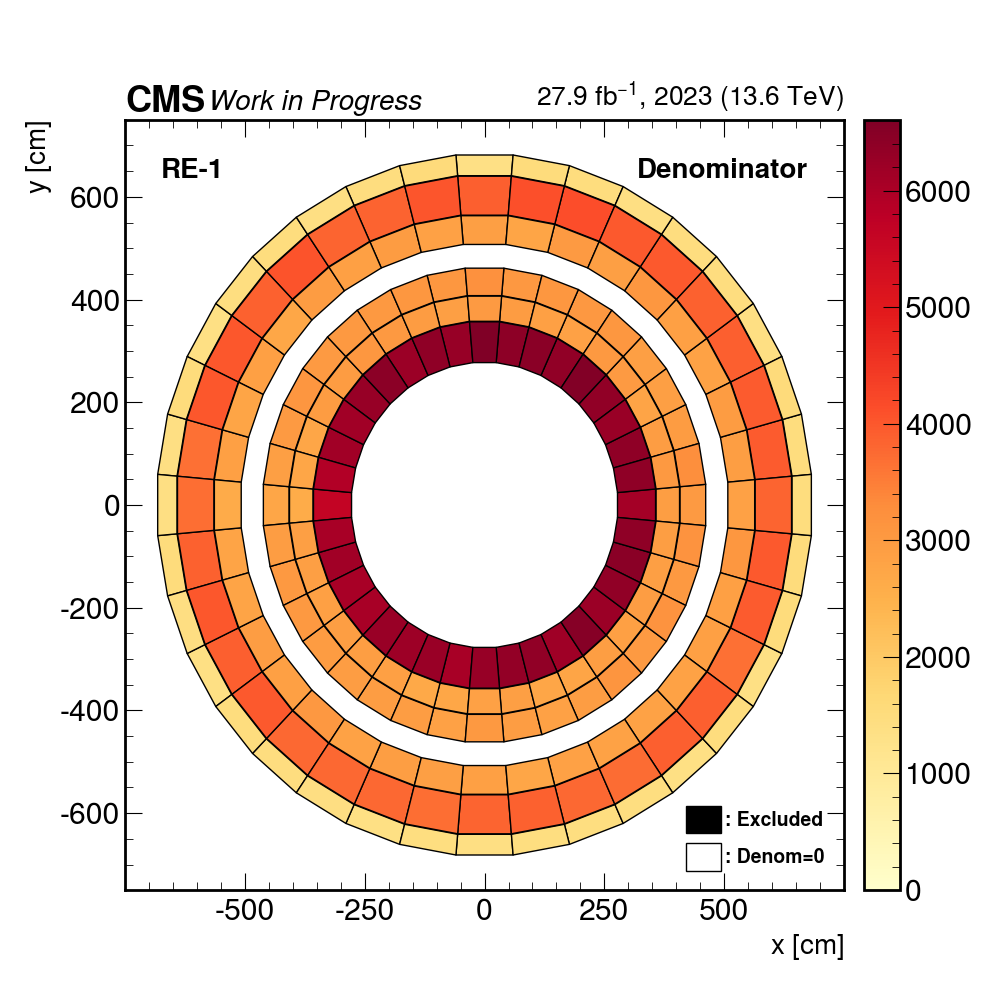 CMS Work in Progress 27.9 fb⁻¹, 2023 (13.6 TeV)
y [cm]
RE-1 Denominator
600
400
200
0
-200
-400
-600
-500 -250 0 250 500
x [cm]
6000
5000
4000
3000
2000
1000
0
: Excluded
: Denom=0